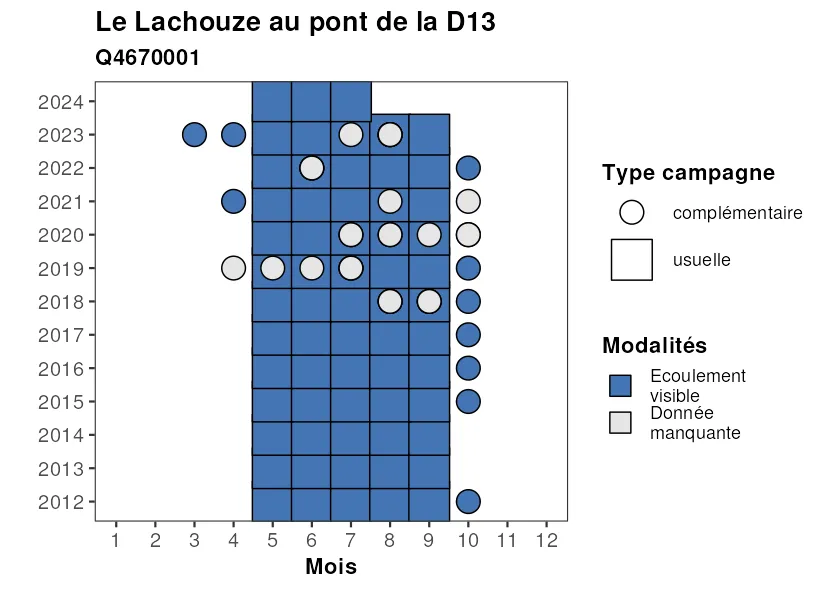 Le Lachouze au pont de la D13
Q4670001
2024
2023
2022
2021
2020
2019
2018
2017
2016
2015
2014
2013
2012
1 2 3 4 5 6 7 8 9 10 11 12
Mois
Type campagne
complémentaire
usuelle
Modalités
Ecoulement
visible
Donnée
manquante